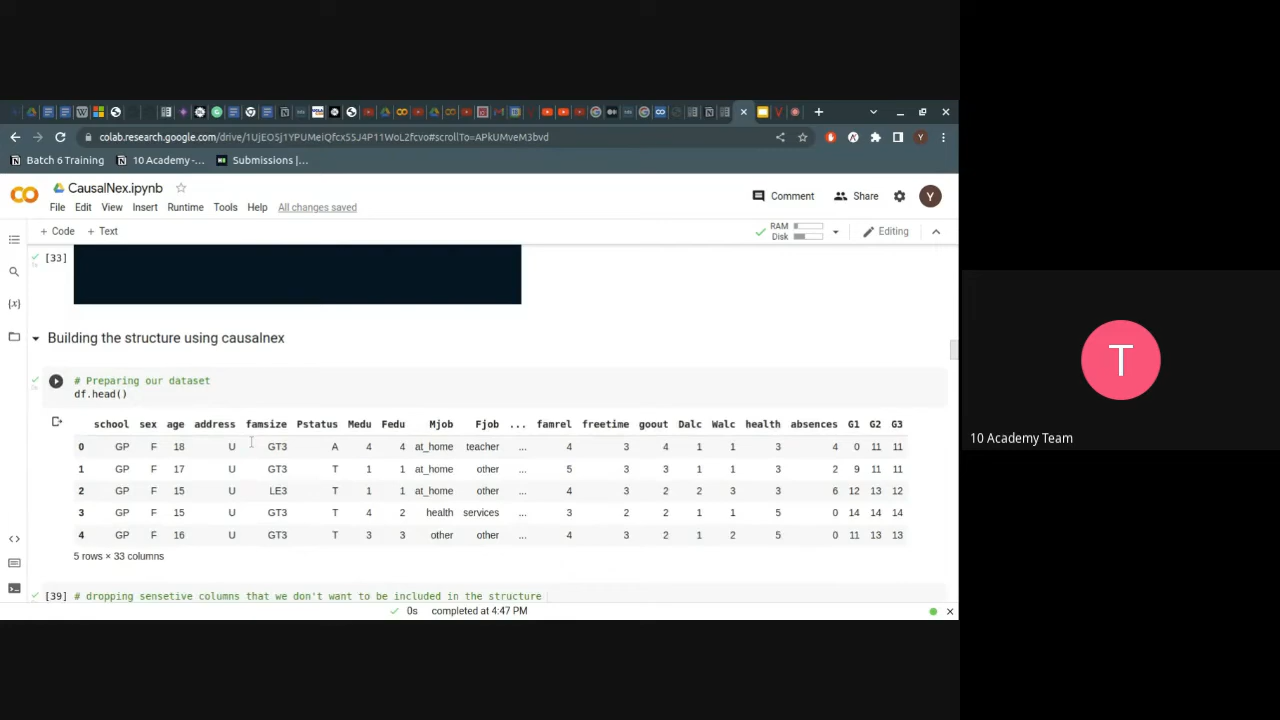 colab.research.google.com/drive/1UjEOSj1YPUMeiQfcx5SJ4P11WoL2fcvo#scrollTo=APkUMveM3bvd
Y
Batch 6 Training
10 Academy -...
Submissions |...
CausalNex.ipynb
Comment
Share
Y
File Edit View Insert Runtime Tools Help All changes saved
+ Code + Text
RAM
Disk
Editing
[33]
Building the structure using causalnex
# Preparing our dataset
df.head()
school sex age address famsize Pstatus Medu Fedu Mjob Fjob ... famrel freetime goout Dalc Walc health absences G1 G2 G3
0 GP F 18 U GT3 A 4 4 at_home teacher ... 4 3 4 1 1 3 4 0 11 11
1 GP F 17 U GT3 T 1 1 at_home other ... 5 3 3 1 1 3 2 9 11 11
2 GP F 15 U LE3 T 1 1 at_home other ... 4 3 2 2 3 3 6 12 13 12
3 GP F 15 U GT3 T 4 2 health services ... 3 2 2 1 1 5 0 14 14 14
4 GP F 16 U GT3 T 3 3 other other ... 4 3 2 1 2 5 0 11 13 13
5 rows × 33 columns
[39] # dropping sensetive columns that we don't want to be included in the structure
0s completed at 4:47 PM
T
10 Academy Team